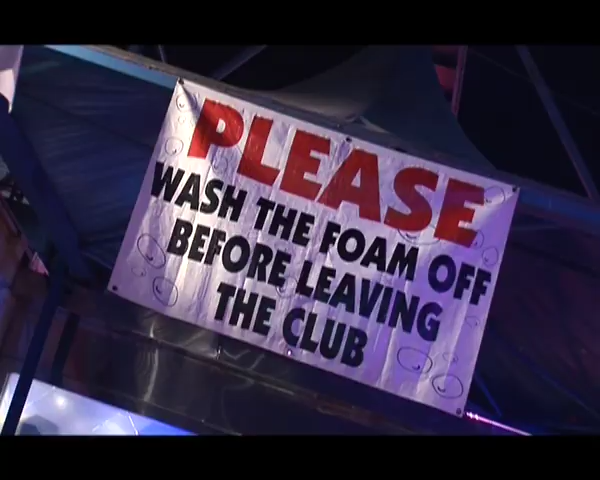 PLEASE
WASH THE FOAM OFF
BEFORE LEAVING
THE CLUB